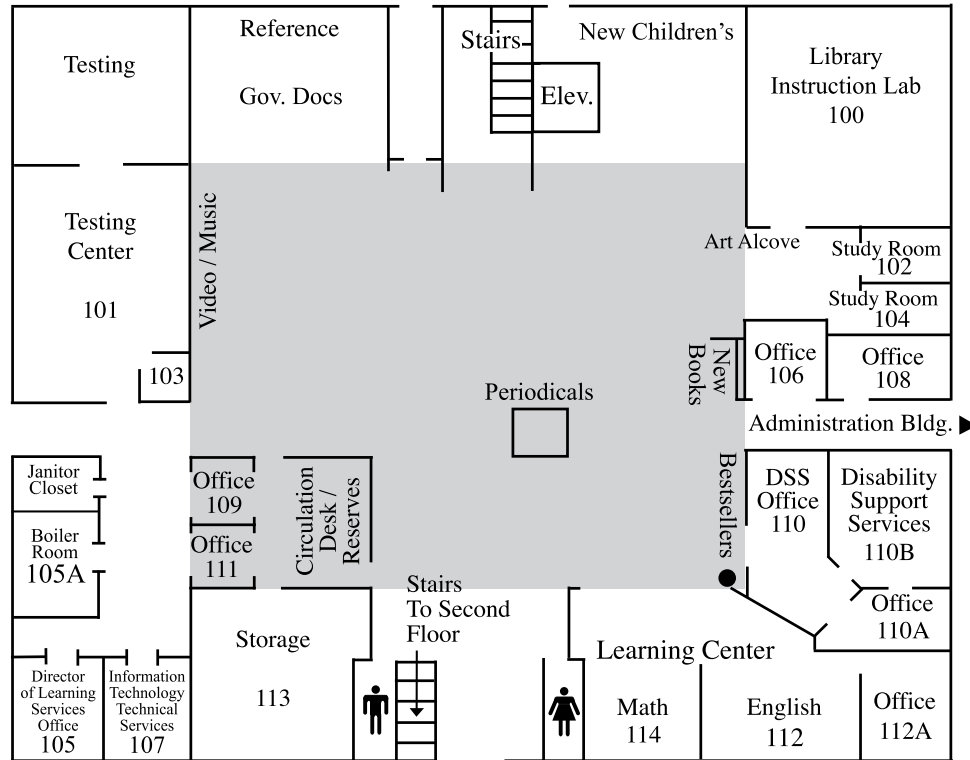 Testing
Reference
Gov. Docs
Stairs
Elev.
New Children's
Library
Instruction Lab
100
Testing
Center
101
103
Video / Music
Art Alcove
Study Room
102
Study Room
104
Office
106
Office
108
New
Books
Periodicals
Administration Bldg.
Janitor
Closet
Boiler
Room
105A
Office
109
Office
111
Circulation
Desk /
Reserves
Bestsellers
DSS
Office
110
Disability
Support
Services
110B
Office
110A
Stairs
To Second
Floor
Storage
113
Learning Center
Director
of Learning
Services
Office
105
Information
Technology
Technical
Services
107
Math
114
English
112
Office
112A